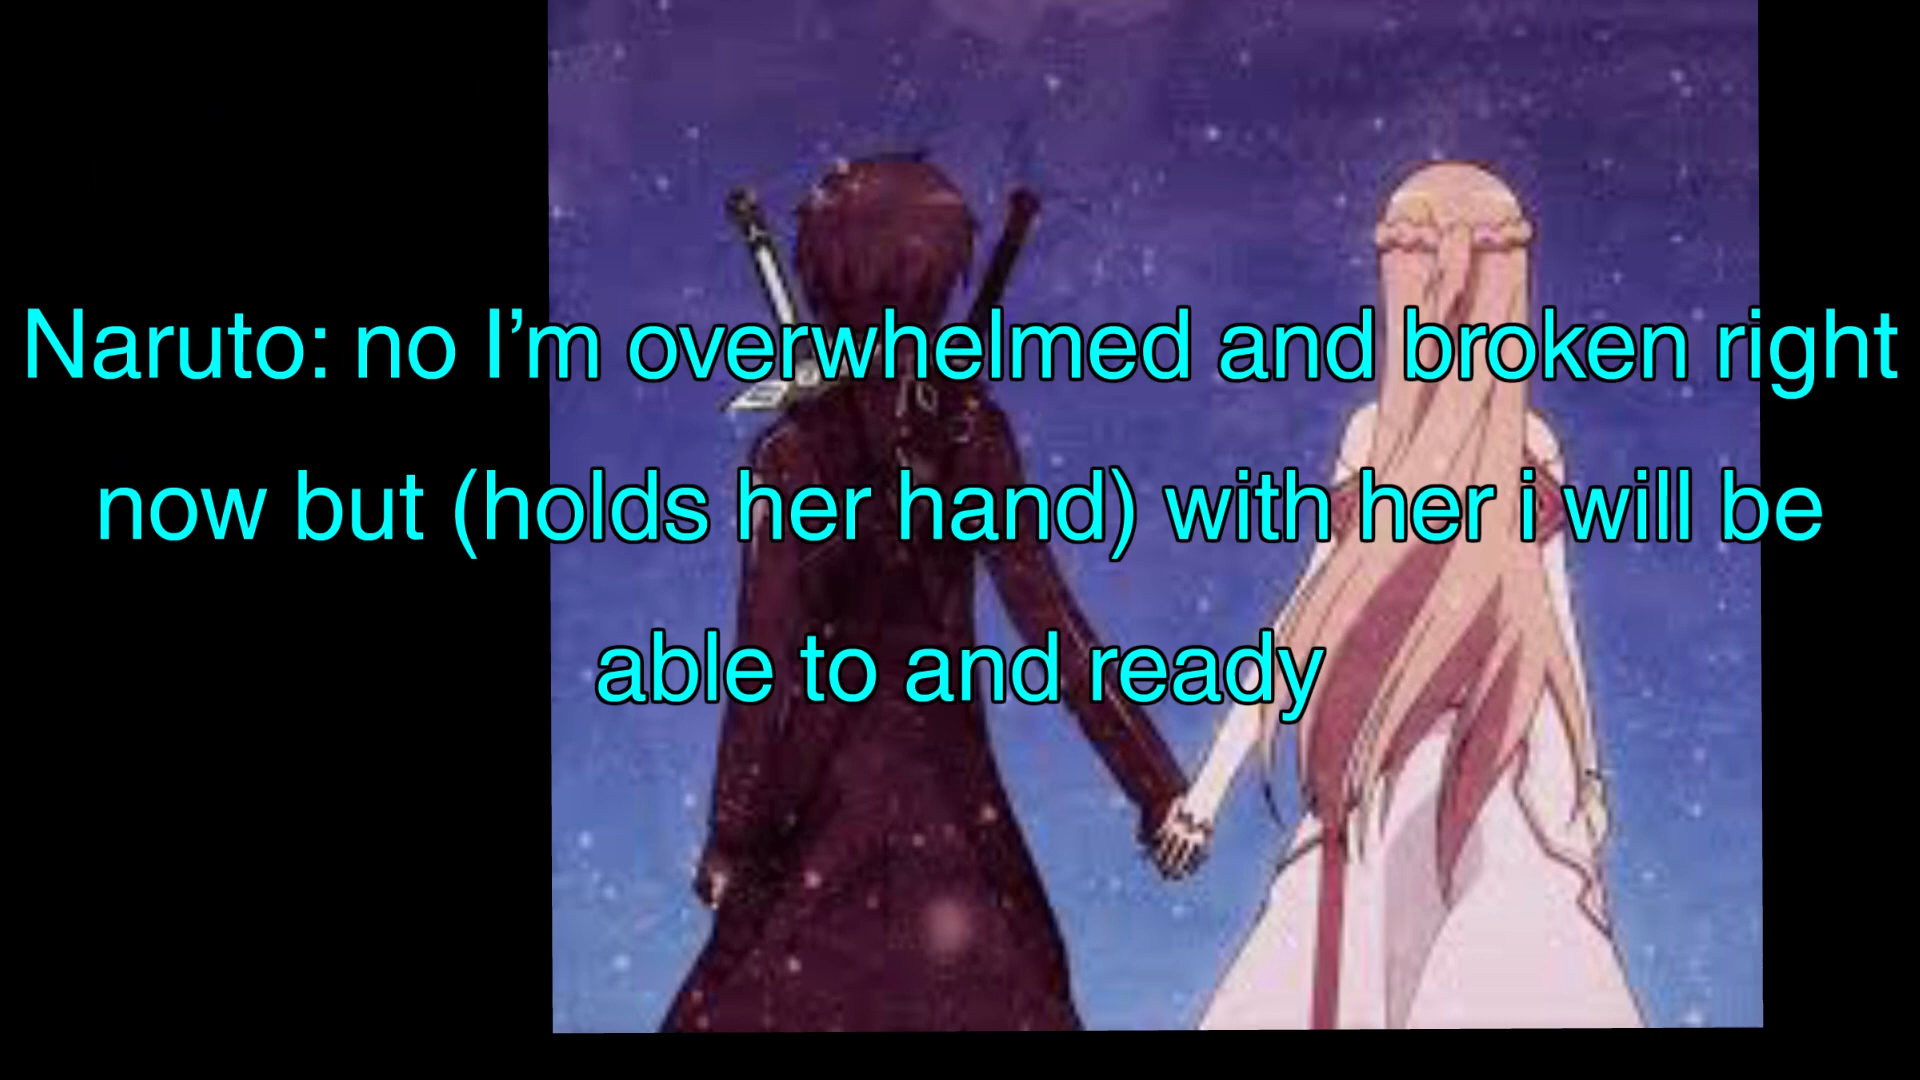 Naruto: no I’m overwhelmed and broken right
now but (holds her hand) with her i will be
able to and ready